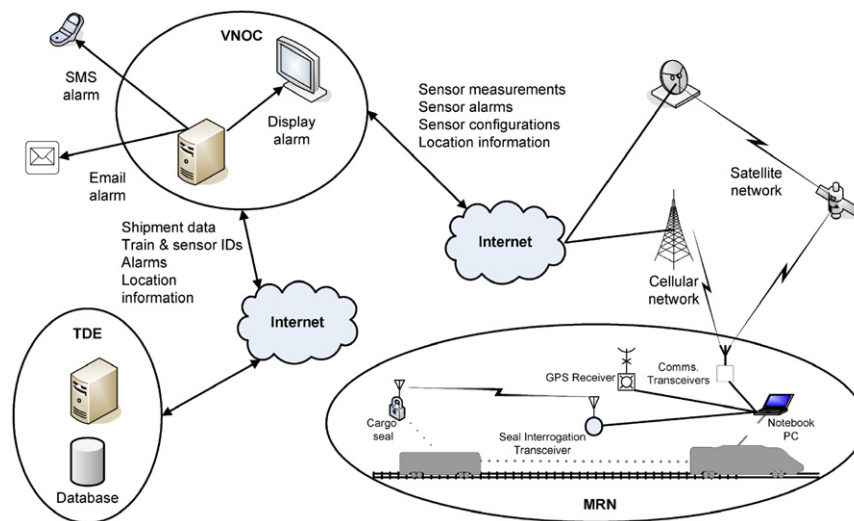 VNOC
SMS
alarm
Display
alarm
Email
alarm
Sensor measurements
Sensor alarms
Sensor configurations
Location information
Satellite
network
Internet
Cellular
network
Shipment data
Train & sensor IDs
Alarms
Location
information
Internet
TDE
Database
GPS Receiver
Comms.
Transceivers
Cargo
seal
Seal Interrogation
Transceiver
Notebook
PC
MRN